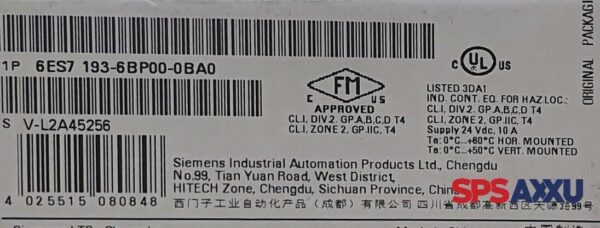 1P 6ES7 193-6BP00-0BA0
S V-L2A45256
4 025515 080848
FM
C US
APPROVED
CL I, DIV.2. GP.A,B,C,D T4
CL I, ZONE 2, GP.IIC, T4
C UL US
LISTED 3DA1
IND. CONT. EQ. FOR HAZ.LOC.:
CL I, DIV.2. GP.A,B,C,D T4
CL I, ZONE 2, GP.IIC, T4
Supply 24 Vdc, 10 A
Ta: 0°C..+60°C HOR. MOUNTED
Ta: 0°C..+50°C VERT. MOUNTED
ORIGINAL PACKAG
Siemens Industrial Automation Products Ltd., Chengdu
No.99, Tian Yuan Road, West District,
HITECH Zone, Chengdu, Sichuan Province, China
西门子工业自动化产品（成都）有限公司 四川省成都高新西区天源路99号
SPS AXXU